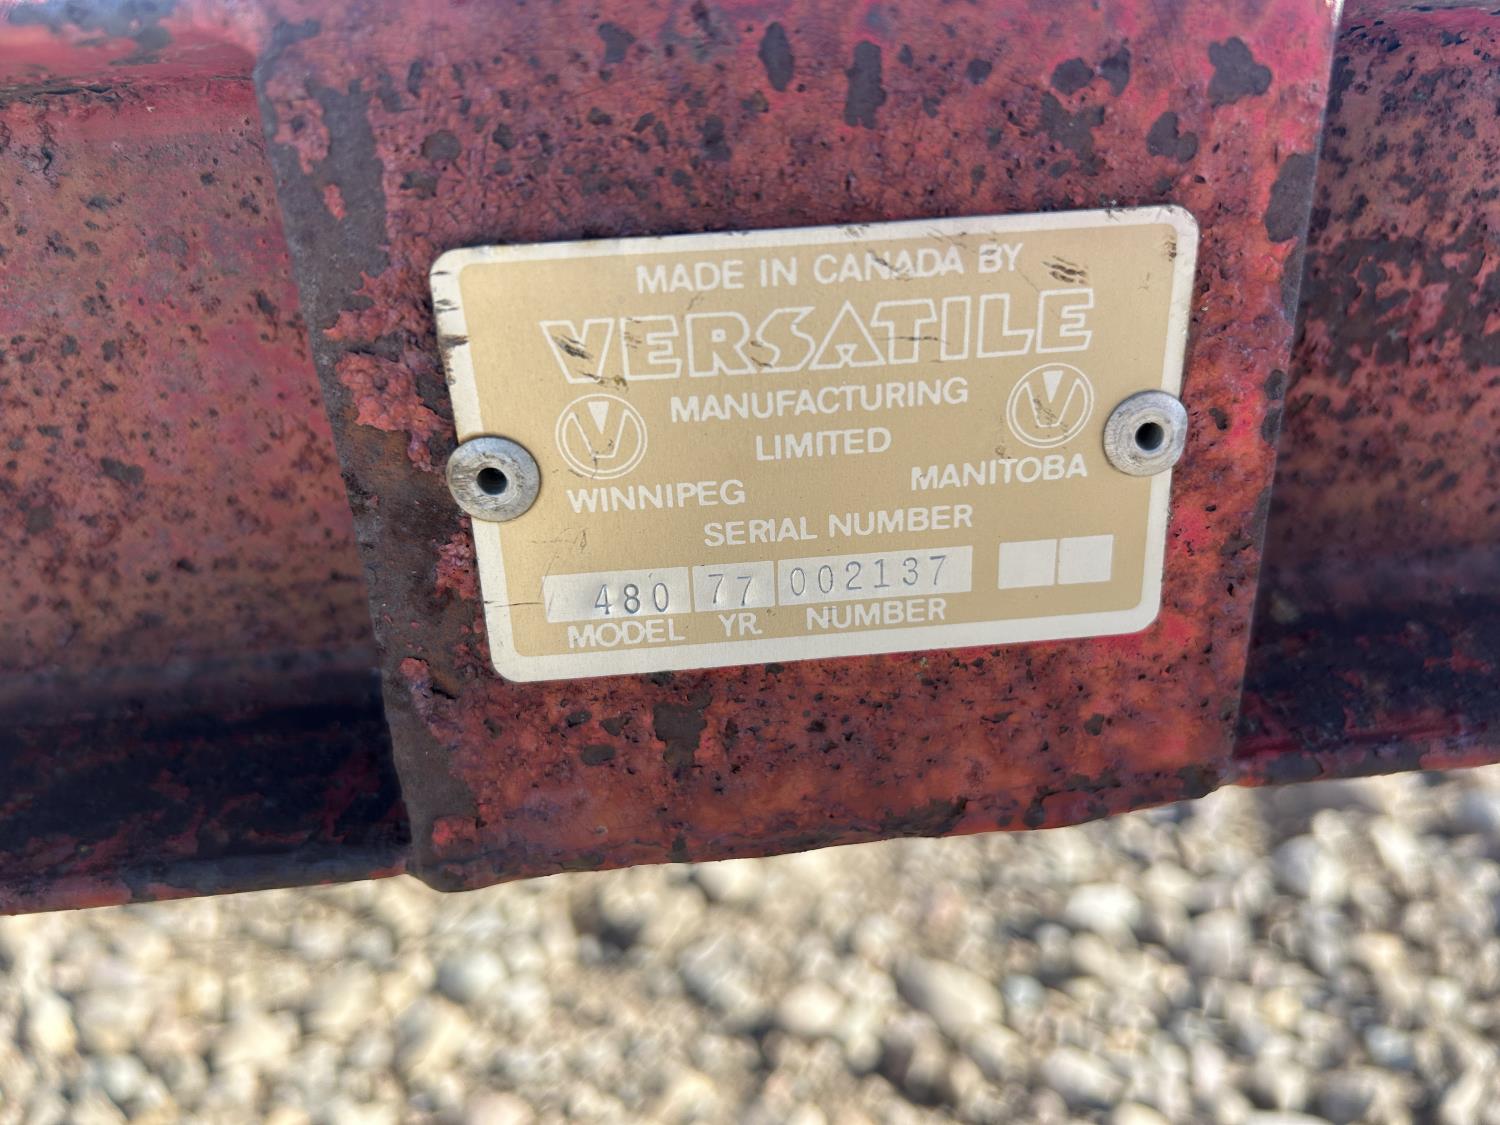 MADE IN CANADA BY
VERSATILE
MANUFACTURING
LIMITED
WINNIPEG MANITOBA
SERIAL NUMBER
480 77 002137
MODEL YR. NUMBER